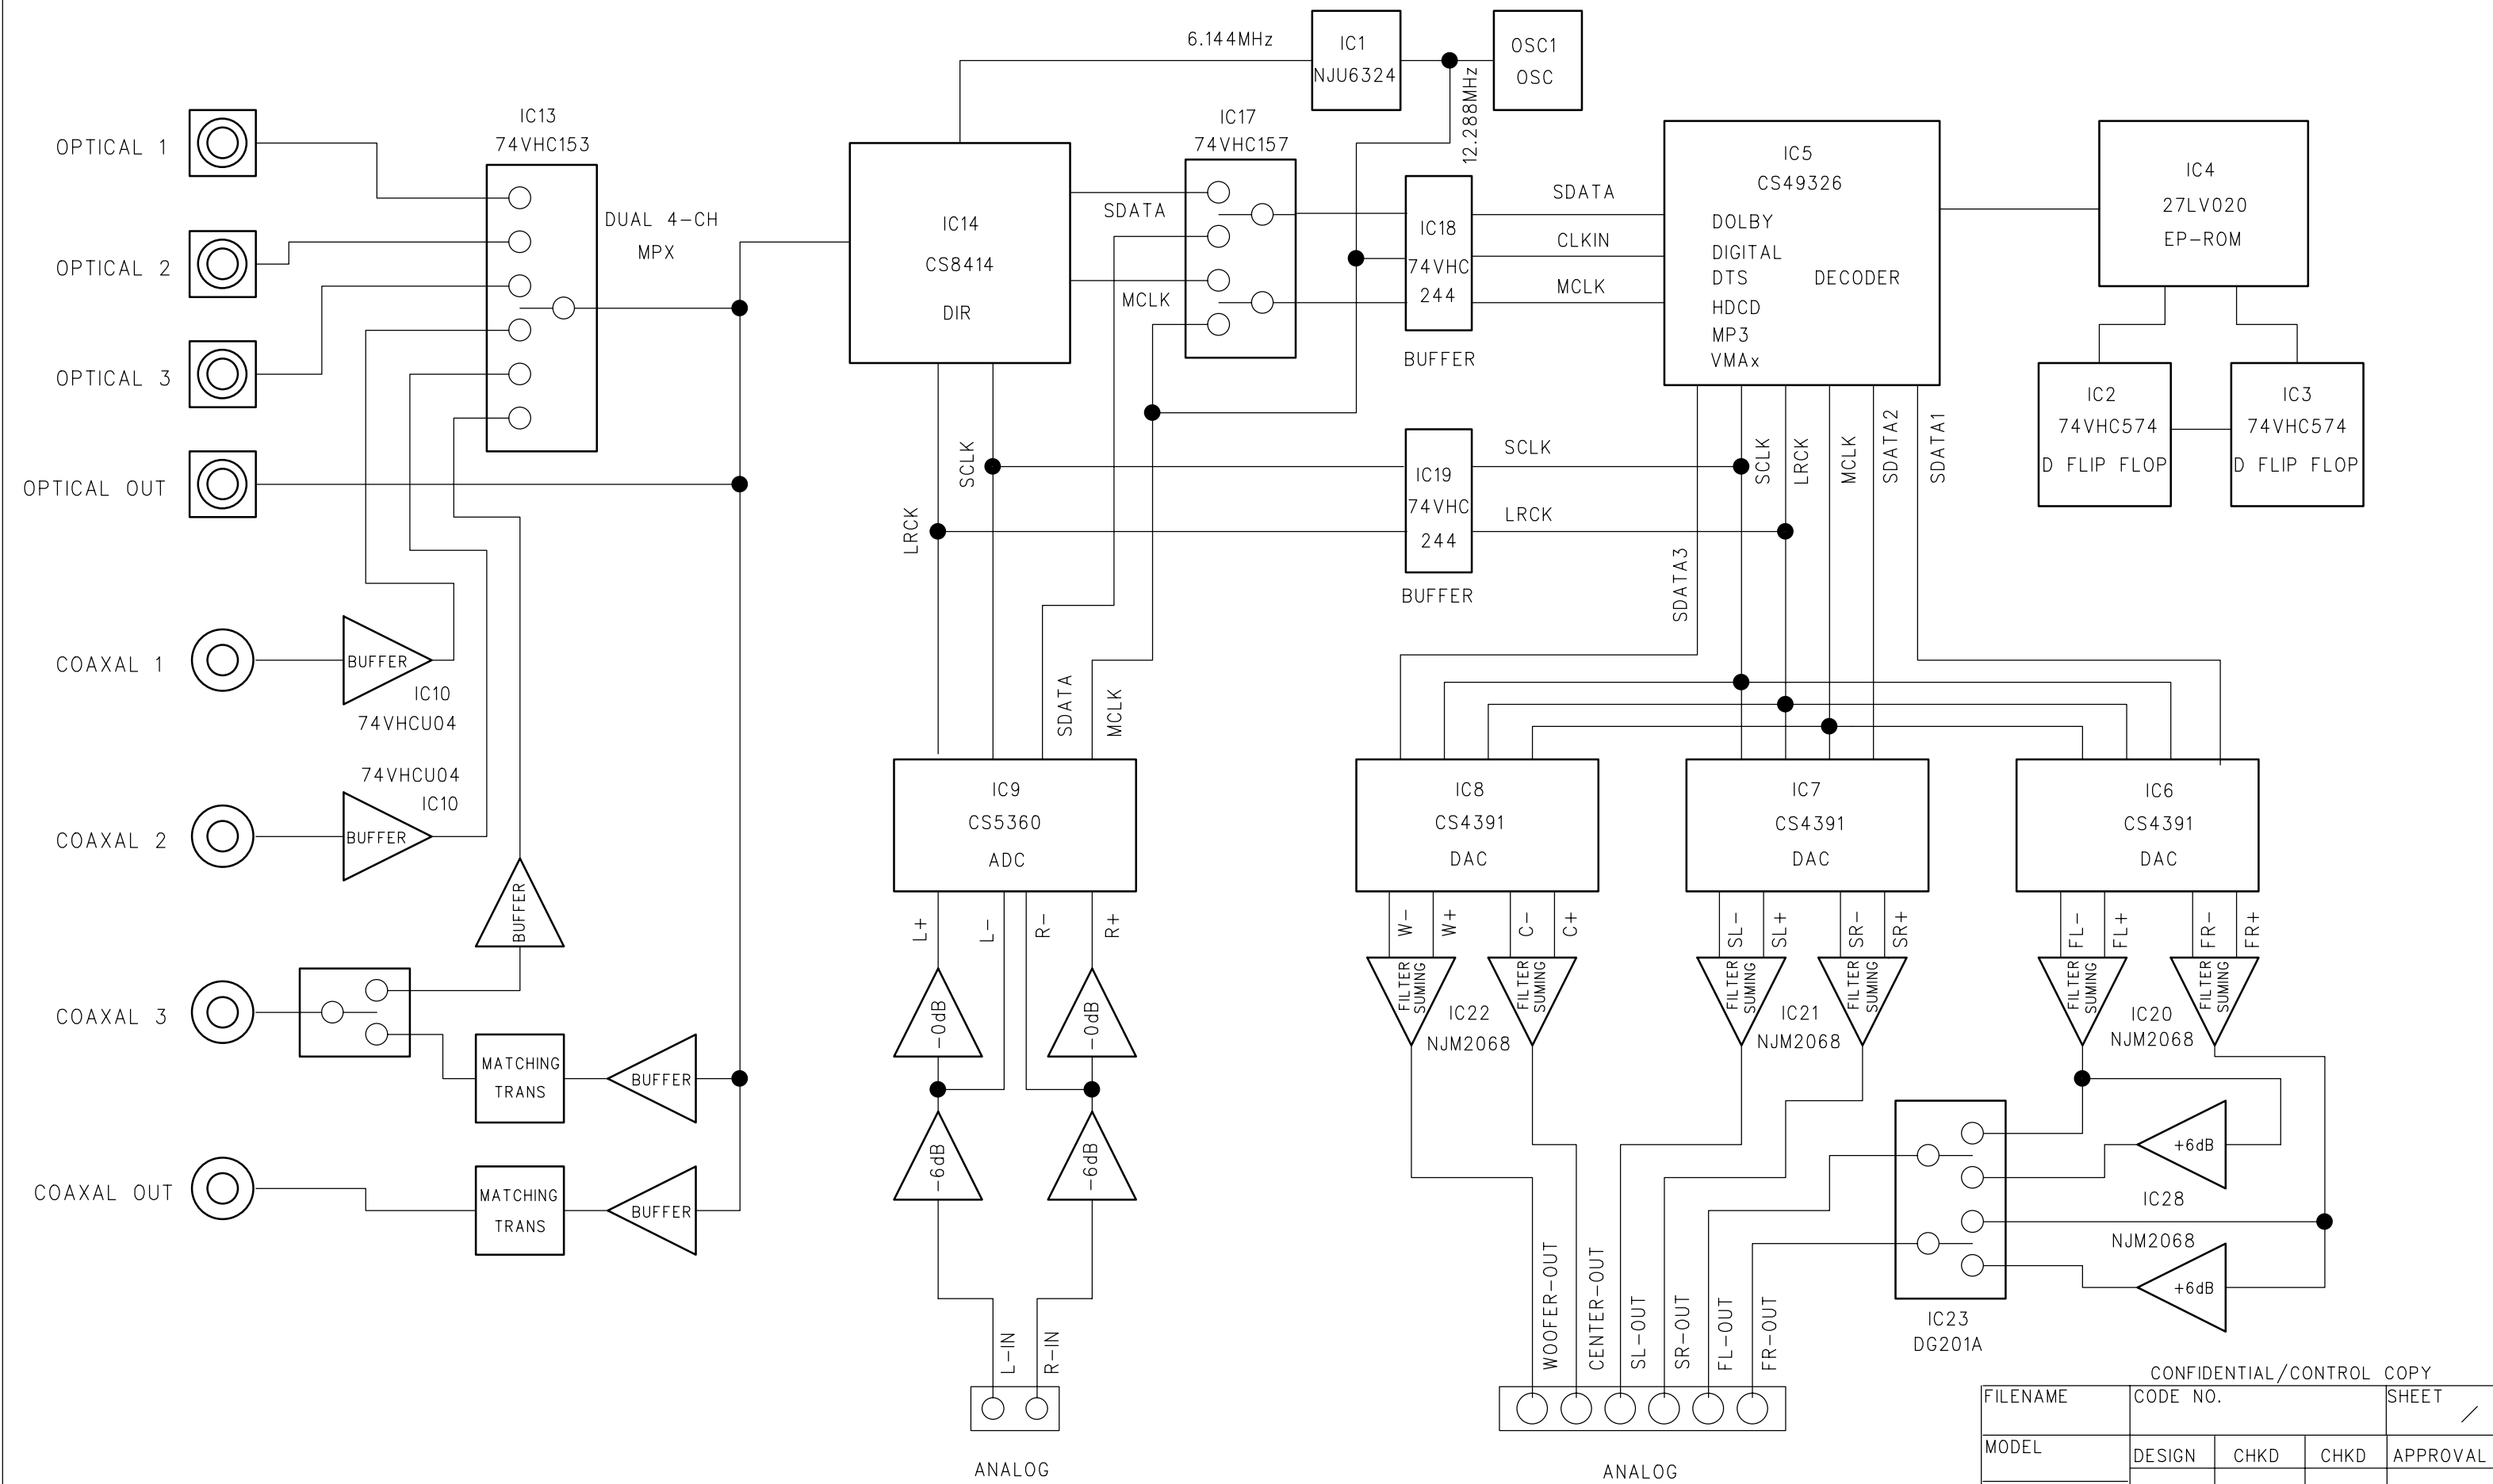 OPTICAL 1
OPTICAL 2
OPTICAL 3
OPTICAL OUT
COAXAL 1
COAXAL 2
COAXAL 3
COAXAL OUT
IC13
74VHC153
DUAL 4-CH
MPX
BUFFER
IC10
74VHCU04
74VHCU04
IC10
BUFFER
BUFFER
MATCHING
TRANS
BUFFER
MATCHING
TRANS
BUFFER
6.144MHz
IC1
NJU6324
OSC1
OSC
12.288MHz
IC14
CS8414
DIR
IC17
74VHC157
SDATA
MCLK
IC18
74VHC
244
BUFFER
SDATA
CLKIN
MCLK
IC5
CS49326
DOLBY
DIGITAL
DTS
DECODER
HDCD
MP3
VMAx
IC4
27LV020
EP-ROM
IC2
74VHC574
D FLIP FLOP
IC3
74VHC574
D FLIP FLOP
SCLK
LRCK
IC19
74VHC
244
BUFFER
SCLK
LRCK
SDATA3
SCLK
LRCK
MCLK
SDATA2
SDATA1
SDATA
MCLK
IC9
CS5360
ADC
L+
L-
R-
R+
-0dB
-0dB
-6dB
-6dB
L-IN
R-IN
ANALOG
IC8
CS4391
DAC
IC7
CS4391
DAC
IC6
CS4391
DAC
W-
W+
C-
C+
SL-
SL+
SR-
SR+
FL-
FL+
FR-
FR+
FILTER
SUMING
FILTER
SUMING
FILTER
SUMING
FILTER
SUMING
FILTER
SUMING
FILTER
SUMING
IC22
NJM2068
IC21
NJM2068
IC20
NJM2068
+6dB
IC28
NJM2068
+6dB
IC23
DG201A
WOOFER-OUT
CENTER-OUT
SL-OUT
SR-OUT
FL-OUT
FR-OUT
ANALOG
CONFIDENTIAL/CONTROL COPY
FILENAME
CODE NO.
SHEET
/
MODEL
DESIGN
CHKD
CHKD
APPROVAL